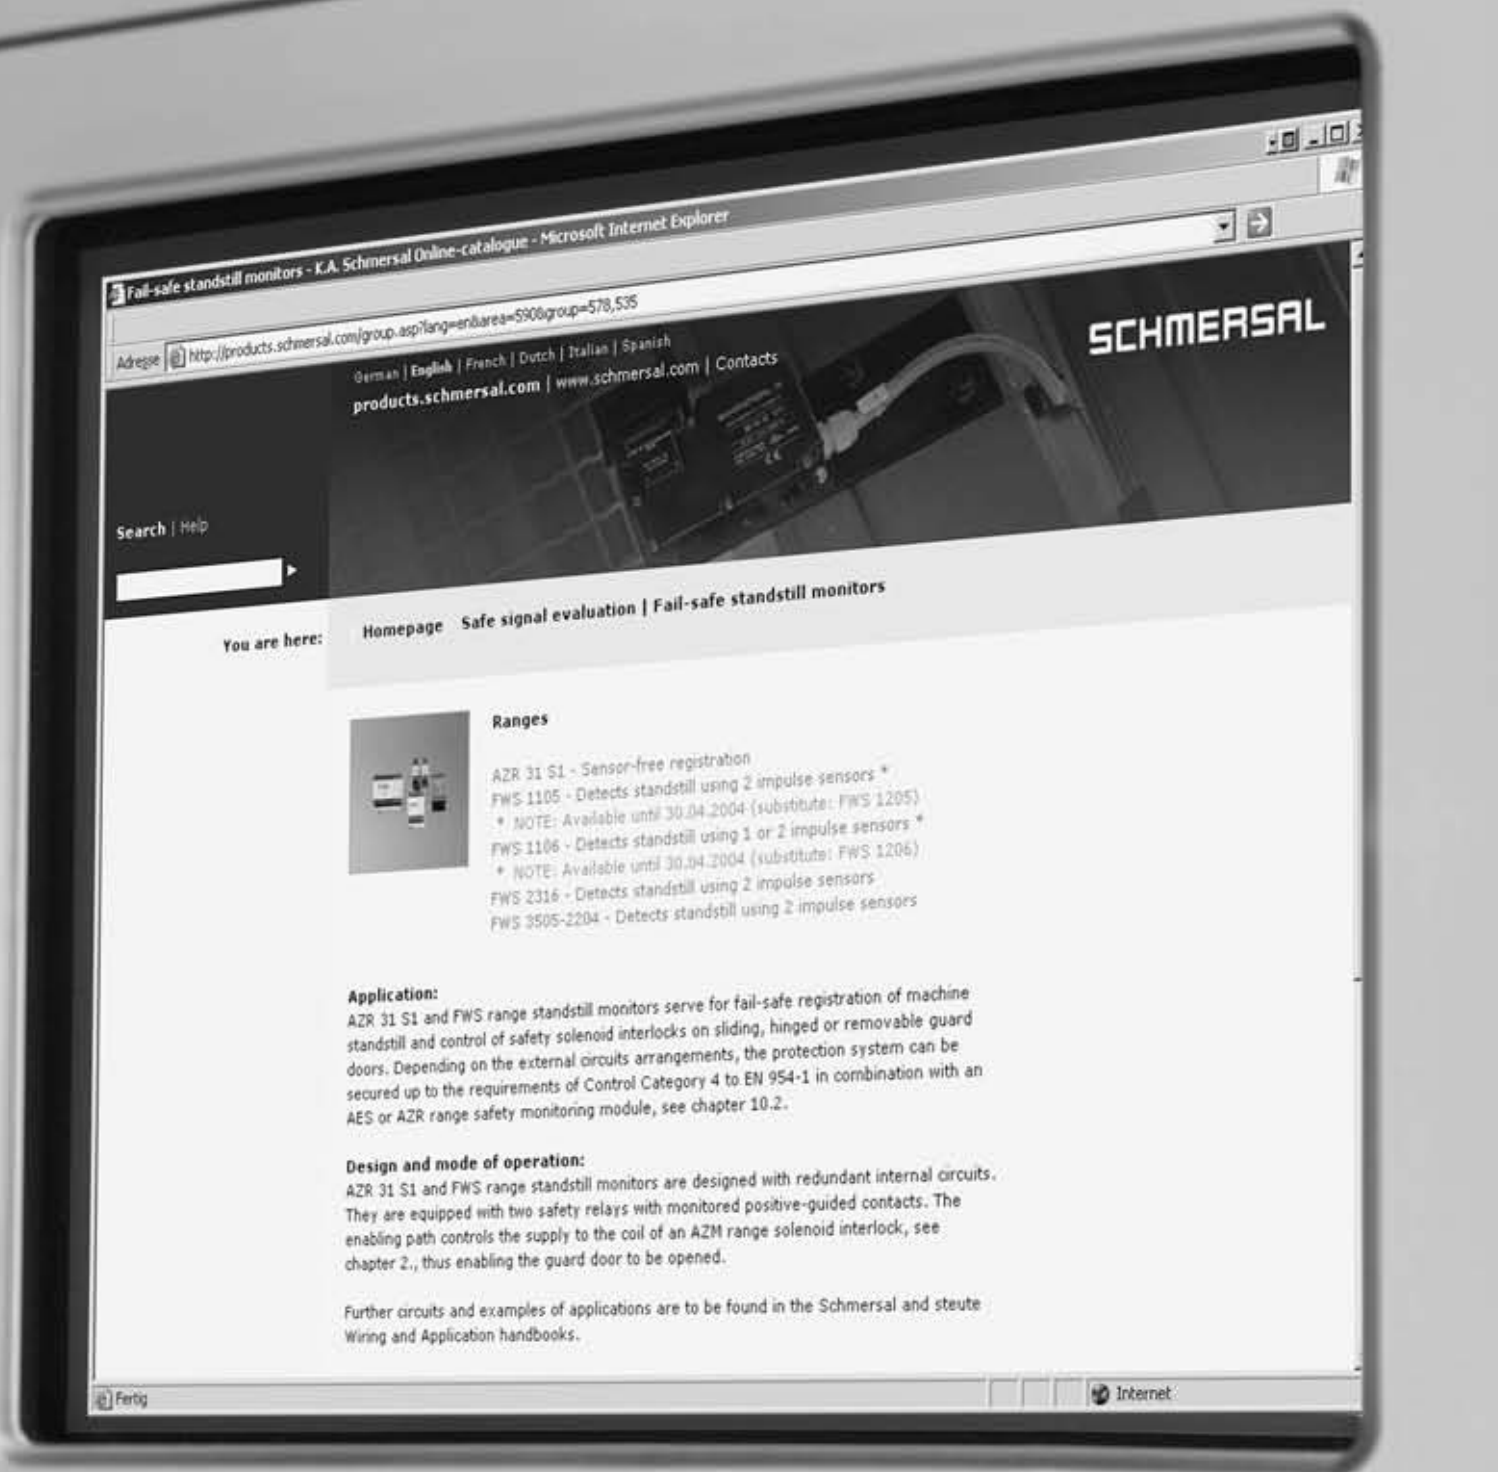 Fail-safe standstill monitors - K.A. Schmersal Online-catalogue - Microsoft Internet Explorer
Adresse http://products.schmersal.com/group.asp?lang=en&area=590&group=578,535
German | English | French | Dutch | Italian | Spanish
products.schmersal.com | www.schmersal.com | Contacts
SCHMERSAL
Search | Help
You are here: Homepage Safe signal evaluation | Fail-safe standstill monitors
Ranges
AZR 31 S1 - Sensor-free registration
FWS 1105 - Detects standstill using 2 impulse sensors *
* NOTE: Available until 30.04.2004 (substitute: FWS 1205)
FWS 1106 - Detects standstill using 1 or 2 impulse sensors *
* NOTE: Available until 30.04.2004 (substitute: FWS 1206)
FWS 2316 - Detects standstill using 2 impulse sensors
FWS 3505-2204 - Detects standstill using 2 impulse sensors
Application:
AZR 31 S1 and FWS range standstill monitors serve for fail-safe registration of machine
standstill and control of safety solenoid interlocks on sliding, hinged or removable guard
doors. Depending on the external circuits arrangements, the protection system can be
secured up to the requirements of Control Category 4 to EN 954-1 in combination with an
AES or AZR range safety monitoring module, see chapter 10.2.
Design and mode of operation:
AZR 31 S1 and FWS range standstill monitors are designed with redundant internal circuits.
They are equipped with two safety relays with monitored positive-guided contacts. The
enabling path controls the supply to the coil of an AZM range solenoid interlock, see
chapter 2., thus enabling the guard door to be opened.
Further circuits and examples of applications are to be found in the Schmersal and steute
Wiring and Application handbooks.
Fertig
Internet